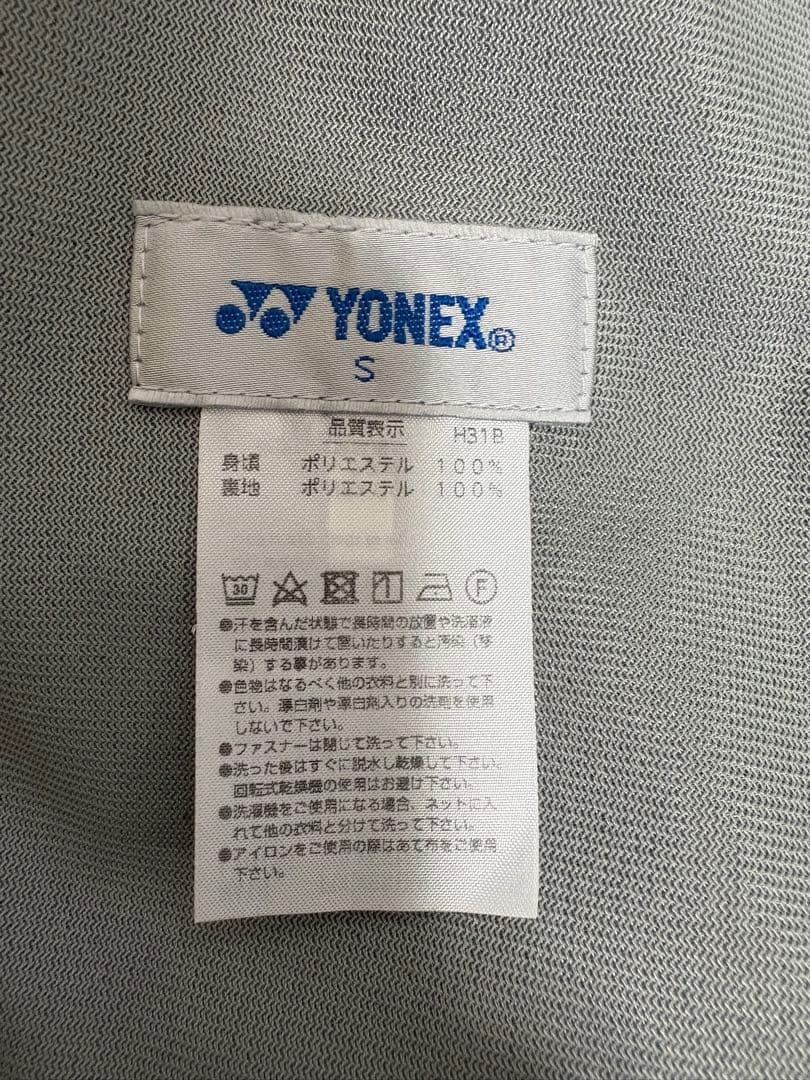 YONEX®
S
品質表示 H31B
身頃 ポリエステル 100%
裏地 ポリエステル 100%
30 F
●汗を含んだ状態で長時間の放置や洗濯液
に長時間漬けて置いたりすると汚染(移
染)する事があります。
●色物はなるべく他の衣料と別に洗って下
さい。漂白剤や漂白剤入りの洗剤を使用
しないで下さい。
●ファスナーは閉じて洗って下さい。
●洗った後はすぐに脱水し乾燥して下さい。
回転式乾燥機の使用はお避け下さい。
●洗濯機をご使用になる場合、ネットに入
れて他の衣料と分けて洗って下さい。
●アイロンをご使用の際はあて布をご使用
下さい。